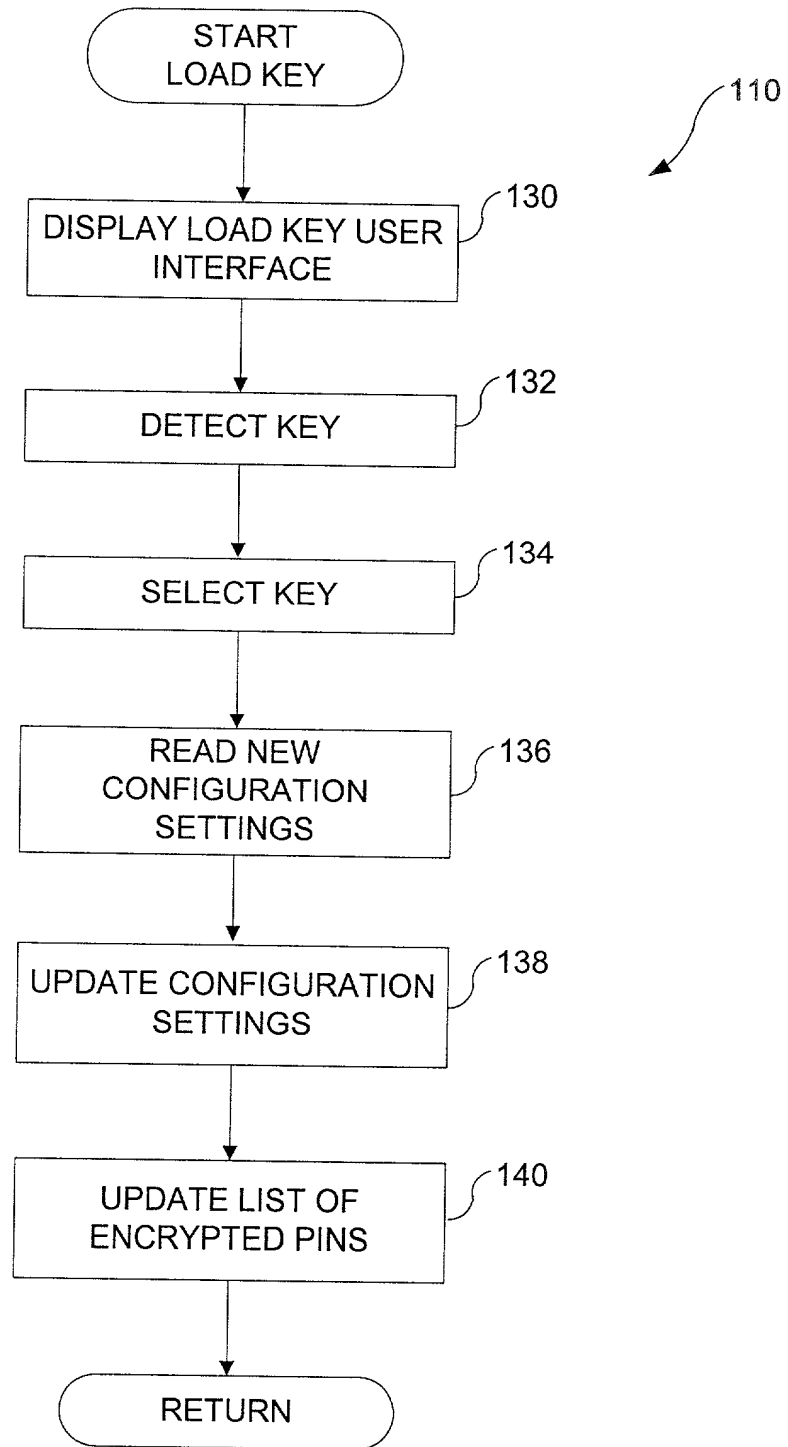 START
LOAD KEY
110
DISPLAY LOAD KEY USER
INTERFACE
130
DETECT KEY
132
SELECT KEY
134
READ NEW
CONFIGURATION
SETTINGS
136
UPDATE CONFIGURATION
SETTINGS
138
UPDATE LIST OF
ENCRYPTED PINS
140
RETURN